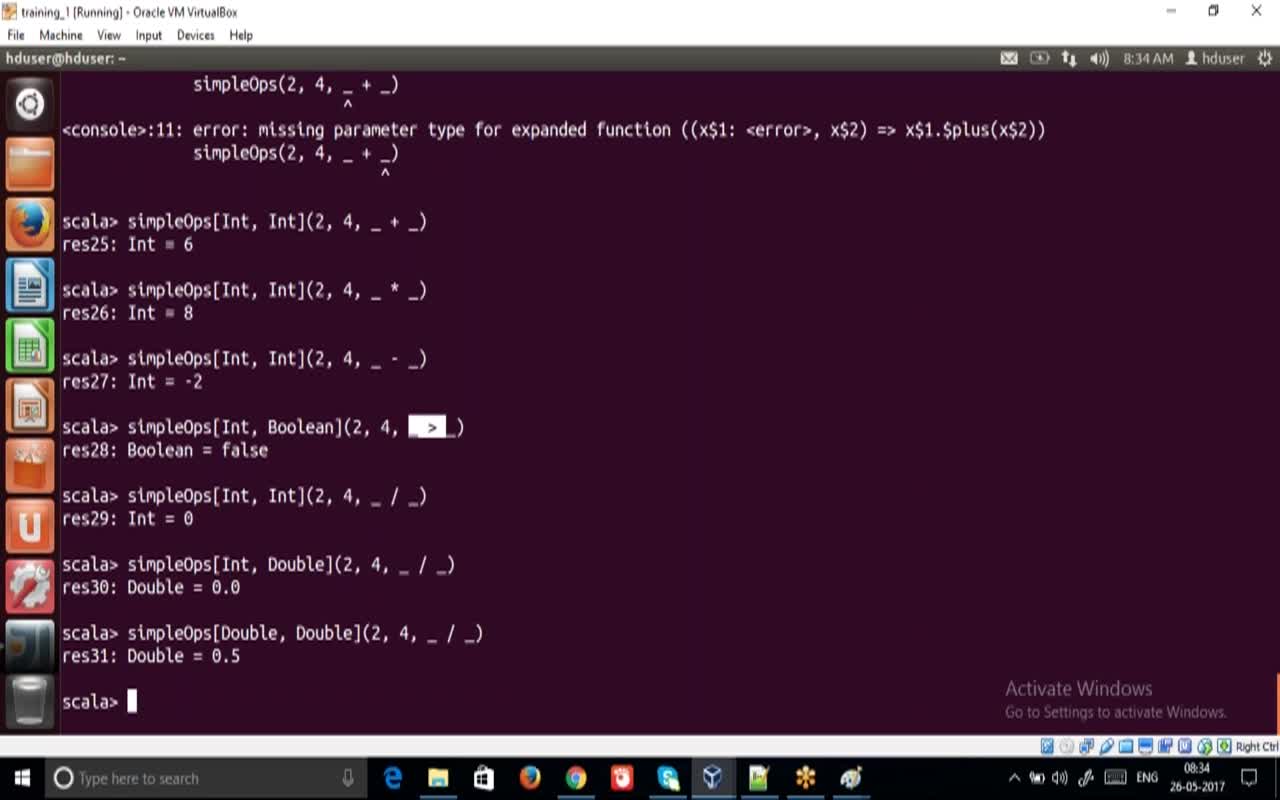 training_1 [Running] - Oracle VM VirtualBox
File Machine View Input Devices Help
hduser@hduser: ~ 8:34 AM hduser
simpleOps(2, 4, _ + _)
^
<console>:11: error: missing parameter type for expanded function ((x$1: <error>, x$2) => x$1.$plus(x$2))
simpleOps(2, 4, _ + _)
^
scala> simpleOps[Int, Int](2, 4, _ + _)
res25: Int = 6
scala> simpleOps[Int, Int](2, 4, _ * _)
res26: Int = 8
scala> simpleOps[Int, Int](2, 4, _ - _)
res27: Int = -2
scala> simpleOps[Int, Boolean](2, 4, _ > _)
res28: Boolean = false
scala> simpleOps[Int, Int](2, 4, _ / _)
res29: Int = 0
scala> simpleOps[Int, Double](2, 4, _ / _)
res30: Double = 0.0
scala> simpleOps[Double, Double](2, 4, _ / _)
res31: Double = 0.5
scala>
Activate Windows
Go to Settings to activate Windows.
Right Ctrl
Type here to search
ENG
08:34
26-05-2017